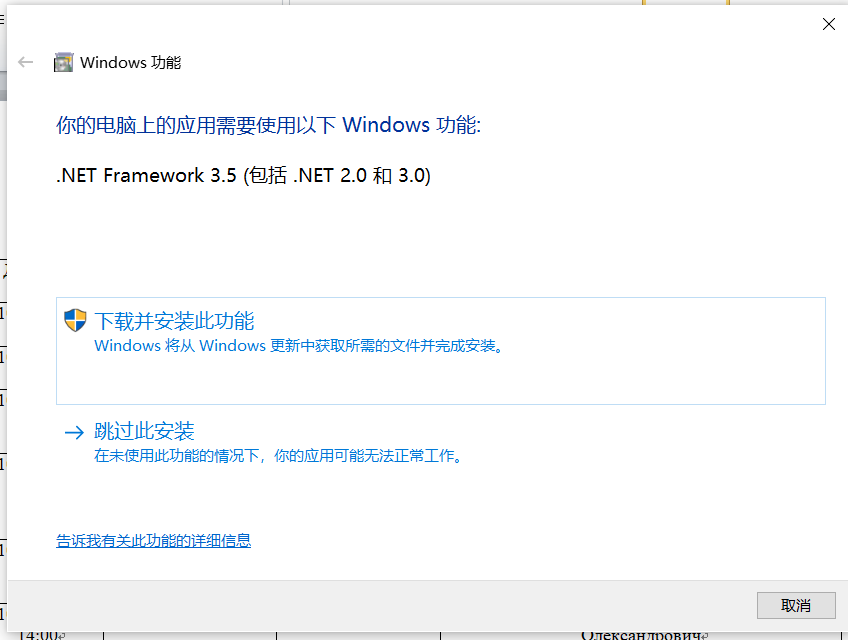 Windows 功能
你的电脑上的应用需要使用以下 Windows 功能:
.NET Framework 3.5 (包括 .NET 2.0 和 3.0)
下载并安装此功能
Windows 将从 Windows 更新中获取所需的文件并完成安装。
跳过此安装
在未使用此功能的情况下，你的应用可能无法正常工作。
告诉我有关此功能的详细信息
取消
14:00 Олександрович